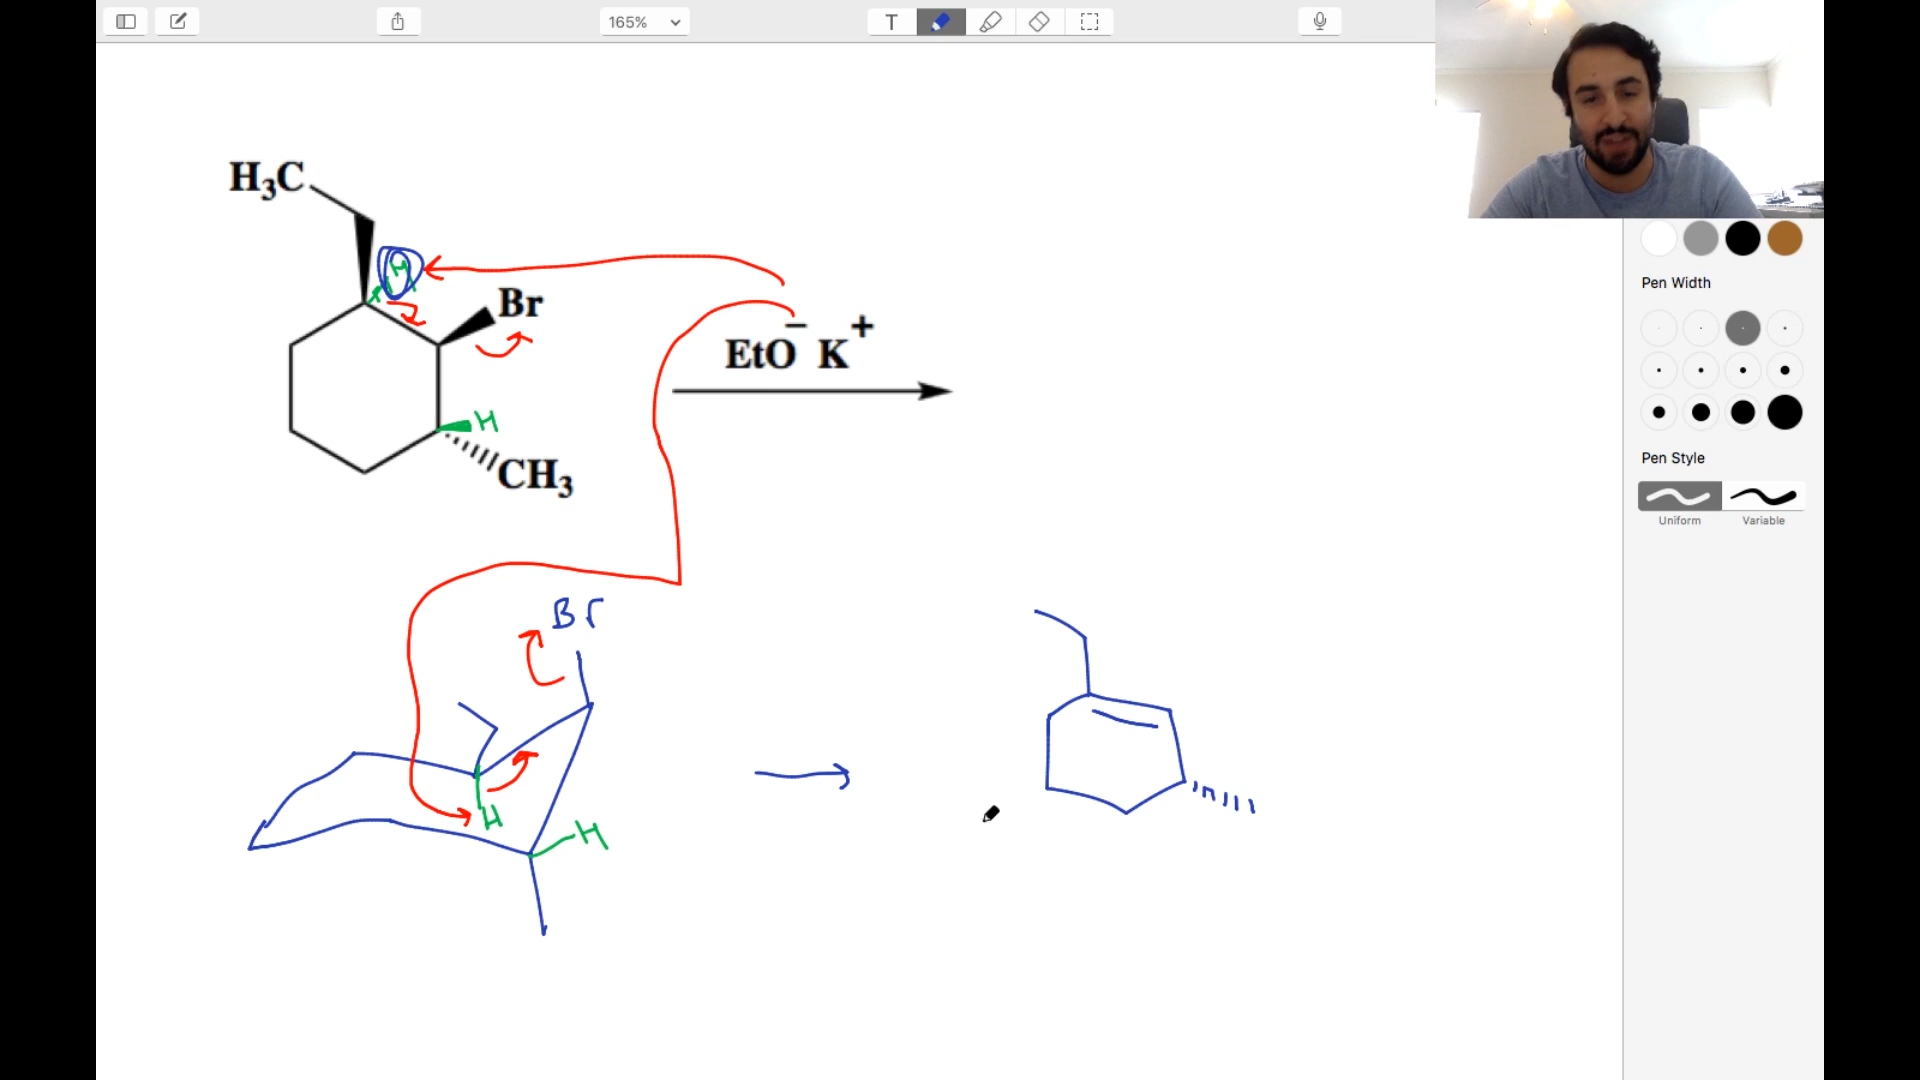 165%
T
H₃C
H
Br
EtO⁻ K⁺
H
CH₃
Br
H
H
Pen Width
Pen Style
Uniform
Variable